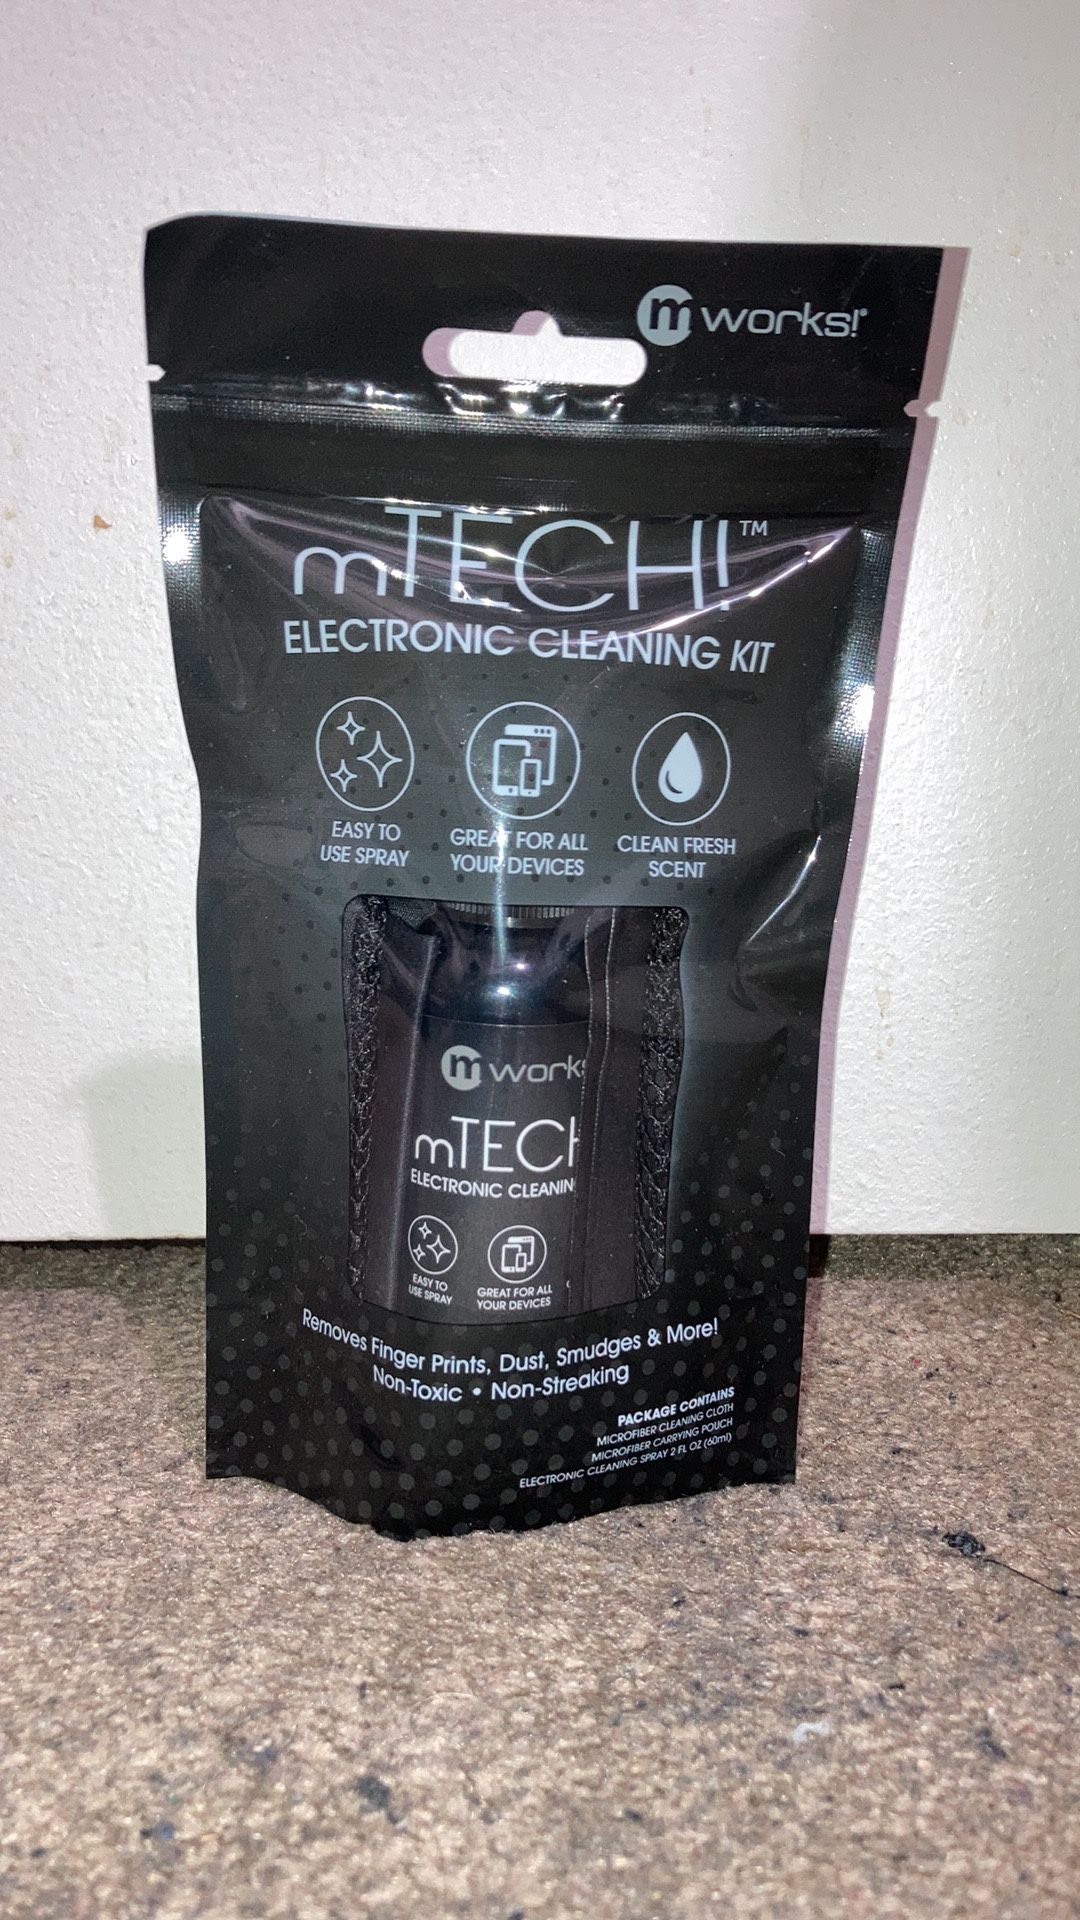 m works!®
mTECH!™
ELECTRONIC CLEANING KIT
EASY TO
USE SPRAY
GREAT FOR ALL
YOUR DEVICES
CLEAN FRESH
SCENT
m work
mTECH
ELECTRONIC CLEANIN
EASY TO
USE SPRAY
GREAT FOR ALL
YOUR DEVICES
Removes Finger Prints, Dust, Smudges & More!
Non-Toxic • Non-Streaking
PACKAGE CONTAINS
MICROFIBER CLEANING CLOTH
MICROFIBER CARRYING POUCH
ELECTRONIC CLEANING SPRAY 2 FL OZ (60ml)